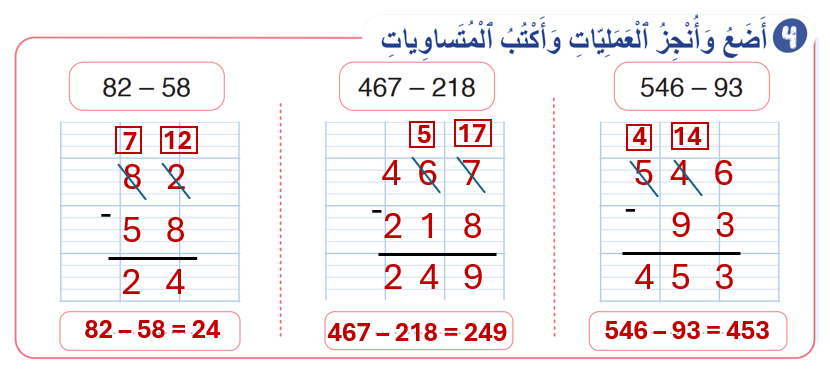 4 أَضَعُ وَأُنْجِزُ ٱلْعَمَلِيّاتِ وَأَكْتُبُ ٱلْمُتَساوِياتِ
82 – 58
7 12
8 2
- 5 8
2 4
82 – 58 = 24
467 – 218
5 17
4 6 7
- 2 1 8
2 4 9
467 – 218 = 249
546 – 93
4 14
5 4 6
- 9 3
4 5 3
546 – 93 = 453